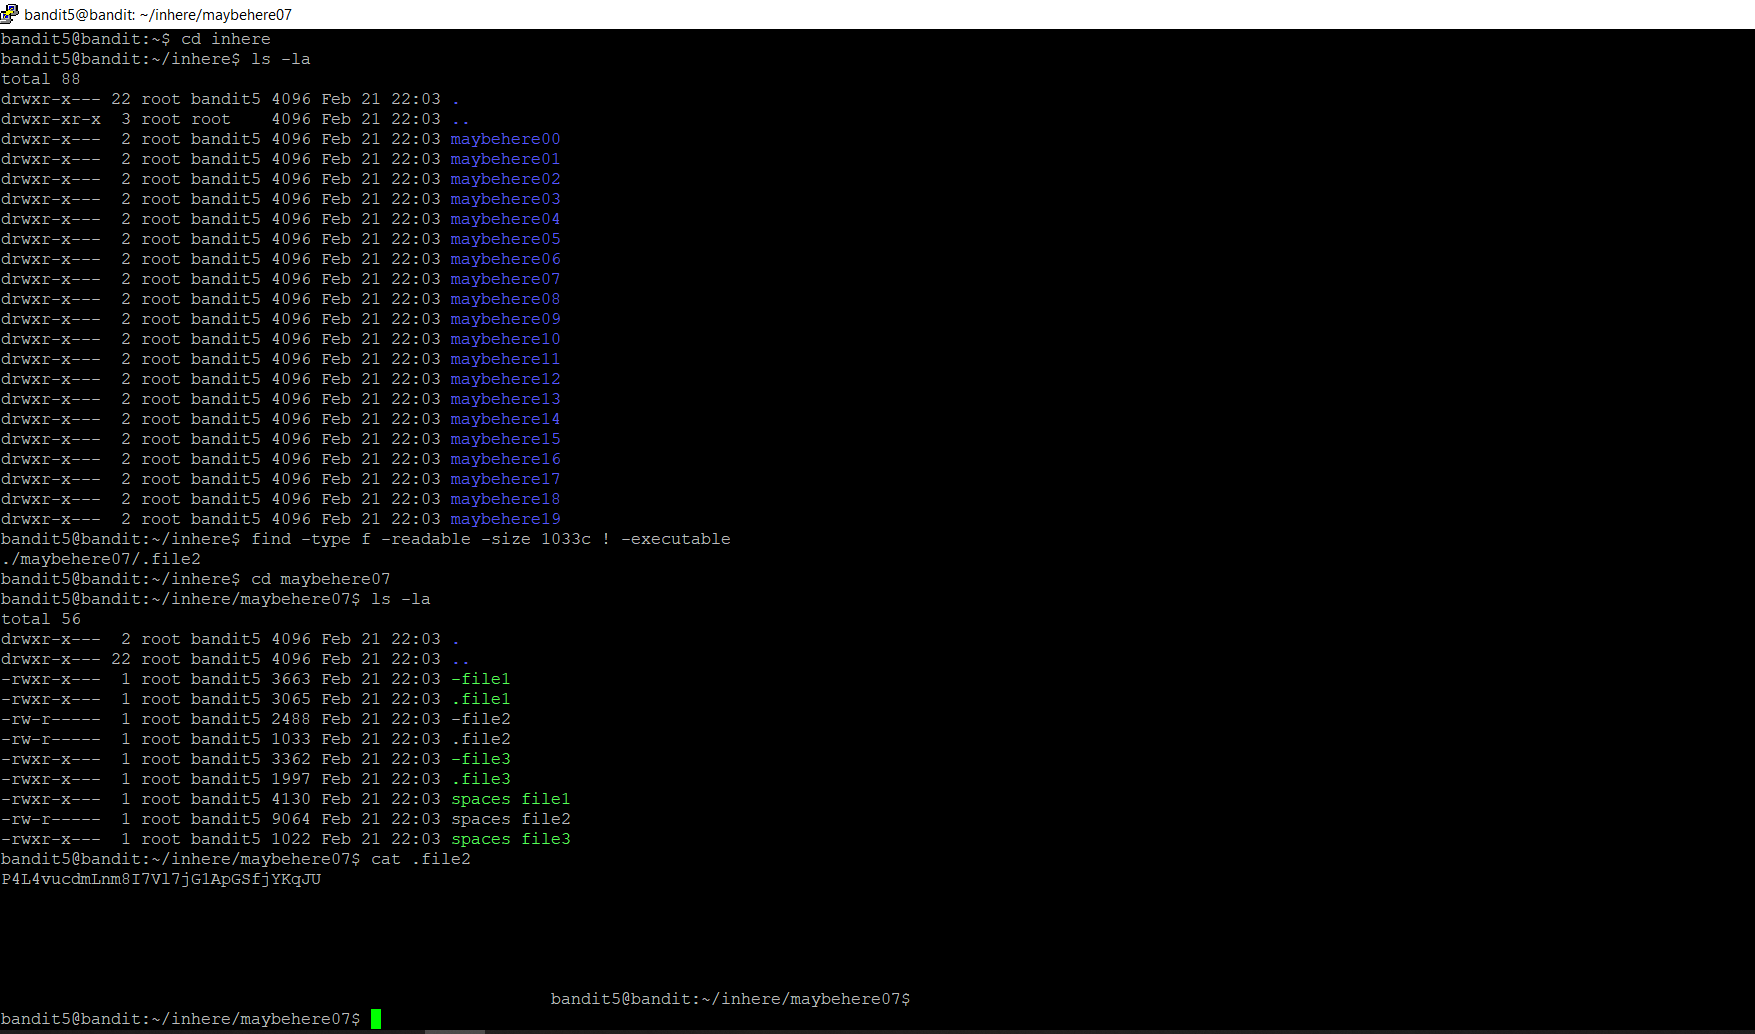 bandit5@bandit: ~/inhere/maybehere07
bandit5@bandit:~$ cd inhere
bandit5@bandit:~/inhere$ ls -la
total 88
drwxr-x--- 22 root bandit5 4096 Feb 21 22:03 .
drwxr-xr-x  3 root root    4096 Feb 21 22:03 ..
drwxr-x---  2 root bandit5 4096 Feb 21 22:03 maybehere00
drwxr-x---  2 root bandit5 4096 Feb 21 22:03 maybehere01
drwxr-x---  2 root bandit5 4096 Feb 21 22:03 maybehere02
drwxr-x---  2 root bandit5 4096 Feb 21 22:03 maybehere03
drwxr-x---  2 root bandit5 4096 Feb 21 22:03 maybehere04
drwxr-x---  2 root bandit5 4096 Feb 21 22:03 maybehere05
drwxr-x---  2 root bandit5 4096 Feb 21 22:03 maybehere06
drwxr-x---  2 root bandit5 4096 Feb 21 22:03 maybehere07
drwxr-x---  2 root bandit5 4096 Feb 21 22:03 maybehere08
drwxr-x---  2 root bandit5 4096 Feb 21 22:03 maybehere09
drwxr-x---  2 root bandit5 4096 Feb 21 22:03 maybehere10
drwxr-x---  2 root bandit5 4096 Feb 21 22:03 maybehere11
drwxr-x---  2 root bandit5 4096 Feb 21 22:03 maybehere12
drwxr-x---  2 root bandit5 4096 Feb 21 22:03 maybehere13
drwxr-x---  2 root bandit5 4096 Feb 21 22:03 maybehere14
drwxr-x---  2 root bandit5 4096 Feb 21 22:03 maybehere15
drwxr-x---  2 root bandit5 4096 Feb 21 22:03 maybehere16
drwxr-x---  2 root bandit5 4096 Feb 21 22:03 maybehere17
drwxr-x---  2 root bandit5 4096 Feb 21 22:03 maybehere18
drwxr-x---  2 root bandit5 4096 Feb 21 22:03 maybehere19
bandit5@bandit:~/inhere$ find -type f -readable -size 1033c ! -executable
./maybehere07/.file2
bandit5@bandit:~/inhere$ cd maybehere07
bandit5@bandit:~/inhere/maybehere07$ ls -la
total 56
drwxr-x---  2 root bandit5 4096 Feb 21 22:03 .
drwxr-x--- 22 root bandit5 4096 Feb 21 22:03 ..
-rwxr-x---  1 root bandit5 3663 Feb 21 22:03 -file1
-rwxr-x---  1 root bandit5 3065 Feb 21 22:03 .file1
-rw-r-----  1 root bandit5 2488 Feb 21 22:03 -file2
-rw-r-----  1 root bandit5 1033 Feb 21 22:03 .file2
-rwxr-x---  1 root bandit5 3362 Feb 21 22:03 -file3
-rwxr-x---  1 root bandit5 1997 Feb 21 22:03 .file3
-rwxr-x---  1 root bandit5 4130 Feb 21 22:03 spaces file1
-rw-r-----  1 root bandit5 9064 Feb 21 22:03 spaces file2
-rwxr-x---  1 root bandit5 1022 Feb 21 22:03 spaces file3
bandit5@bandit:~/inhere/maybehere07$ cat .file2
P4L4vucdmLnm8I7Vl7jG1ApGSfjYKqJU
bandit5@bandit:~/inhere/maybehere07$
bandit5@bandit:~/inhere/maybehere07$